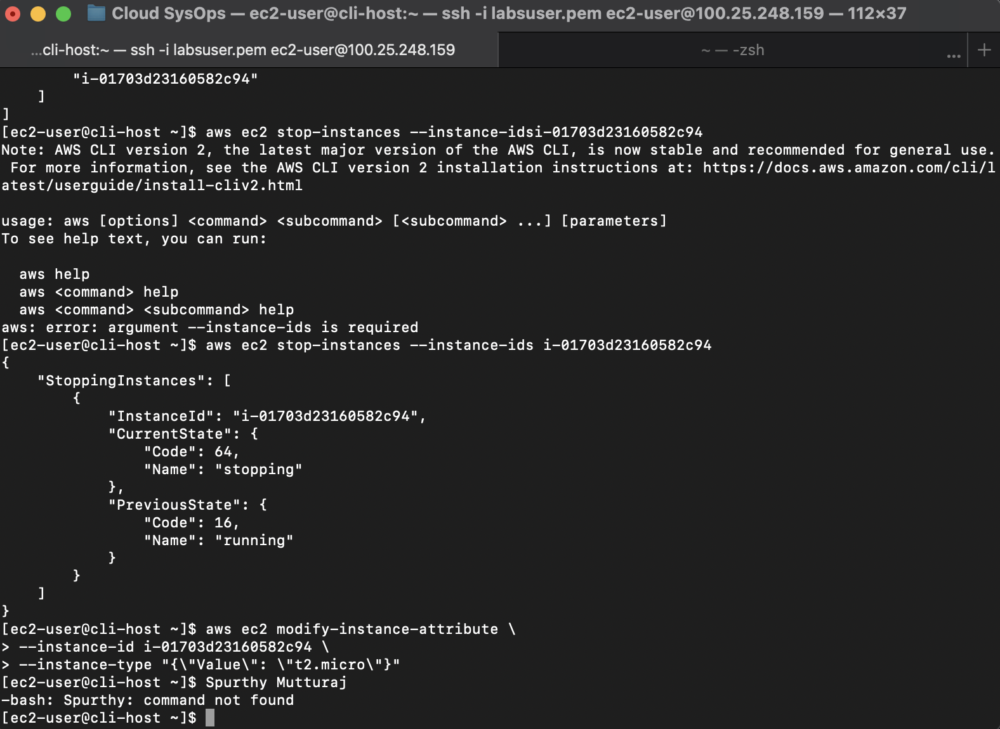 Cloud SysOps — ec2-user@cli-host:~ — ssh -i labsuser.pem ec2-user@100.25.248.159 — 112×37
...cli-host:~ — ssh -i labsuser.pem ec2-user@100.25.248.159
~ — -zsh
... +
        "i-01703d23160582c94"
    ]
]
[ec2-user@cli-host ~]$ aws ec2 stop-instances --instance-idsi-01703d23160582c94
Note: AWS CLI version 2, the latest major version of the AWS CLI, is now stable and recommended for general use.
 For more information, see the AWS CLI version 2 installation instructions at: https://docs.aws.amazon.com/cli/l
atest/userguide/install-cliv2.html

usage: aws [options] <command> <subcommand> [<subcommand> ...] [parameters]
To see help text, you can run:

  aws help
  aws <command> help
  aws <command> <subcommand> help
aws: error: argument --instance-ids is required
[ec2-user@cli-host ~]$ aws ec2 stop-instances --instance-ids i-01703d23160582c94
{
    "StoppingInstances": [
        {
            "InstanceId": "i-01703d23160582c94",
            "CurrentState": {
                "Code": 64,
                "Name": "stopping"
            },
            "PreviousState": {
                "Code": 16,
                "Name": "running"
            }
        }
    ]
}
[ec2-user@cli-host ~]$ aws ec2 modify-instance-attribute \
> --instance-id i-01703d23160582c94 \
> --instance-type "{\"Value\": \"t2.micro\"}"
[ec2-user@cli-host ~]$ Spurthy Mutturaj
-bash: Spurthy: command not found
[ec2-user@cli-host ~]$